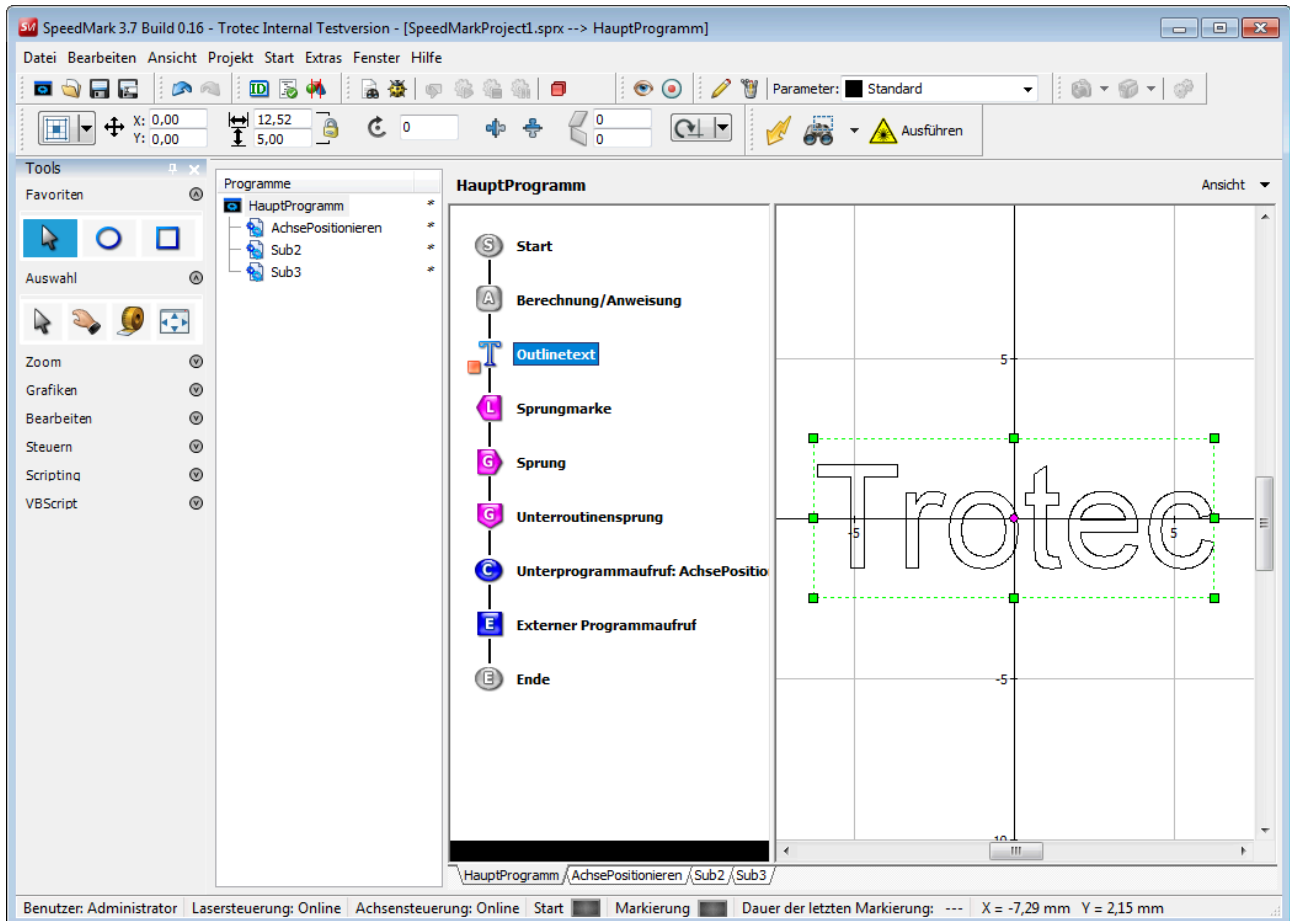 SpeedMark 3.7 Build 0.16 - Trotec Internal Testversion - [SpeedMarkProject1.sprx --> HauptProgramm]
Datei Bearbeiten Ansicht Projekt Start Extras Fenster Hilfe
ID Parameter: Standard
X: 0,00 12,52 0 0
Y: 0,00 5,00 0 Ausführen
Tools
Favoriten
Auswahl
Zoom
Grafiken
Bearbeiten
Steuern
Scripting
VBScript
Programme
HauptProgramm *
AchsePositionieren *
Sub2 *
Sub3 *
HauptProgramm Ansicht
S Start
A Berechnung/Anweisung
T Outlinetext
L Sprungmarke
G Sprung
G Unterroutinensprung
C Unterprogrammaufruf: AchsePositio
E Externer Programmaufruf
E Ende
5
Trotec
-5 5
-5
10
HauptProgramm AchsePositionieren Sub2 Sub3
Benutzer: Administrator Lasersteuerung: Online Achsensteuerung: Online Start Markierung Dauer der letzten Markierung: --- X = -7,29 mm Y = 2,15 mm